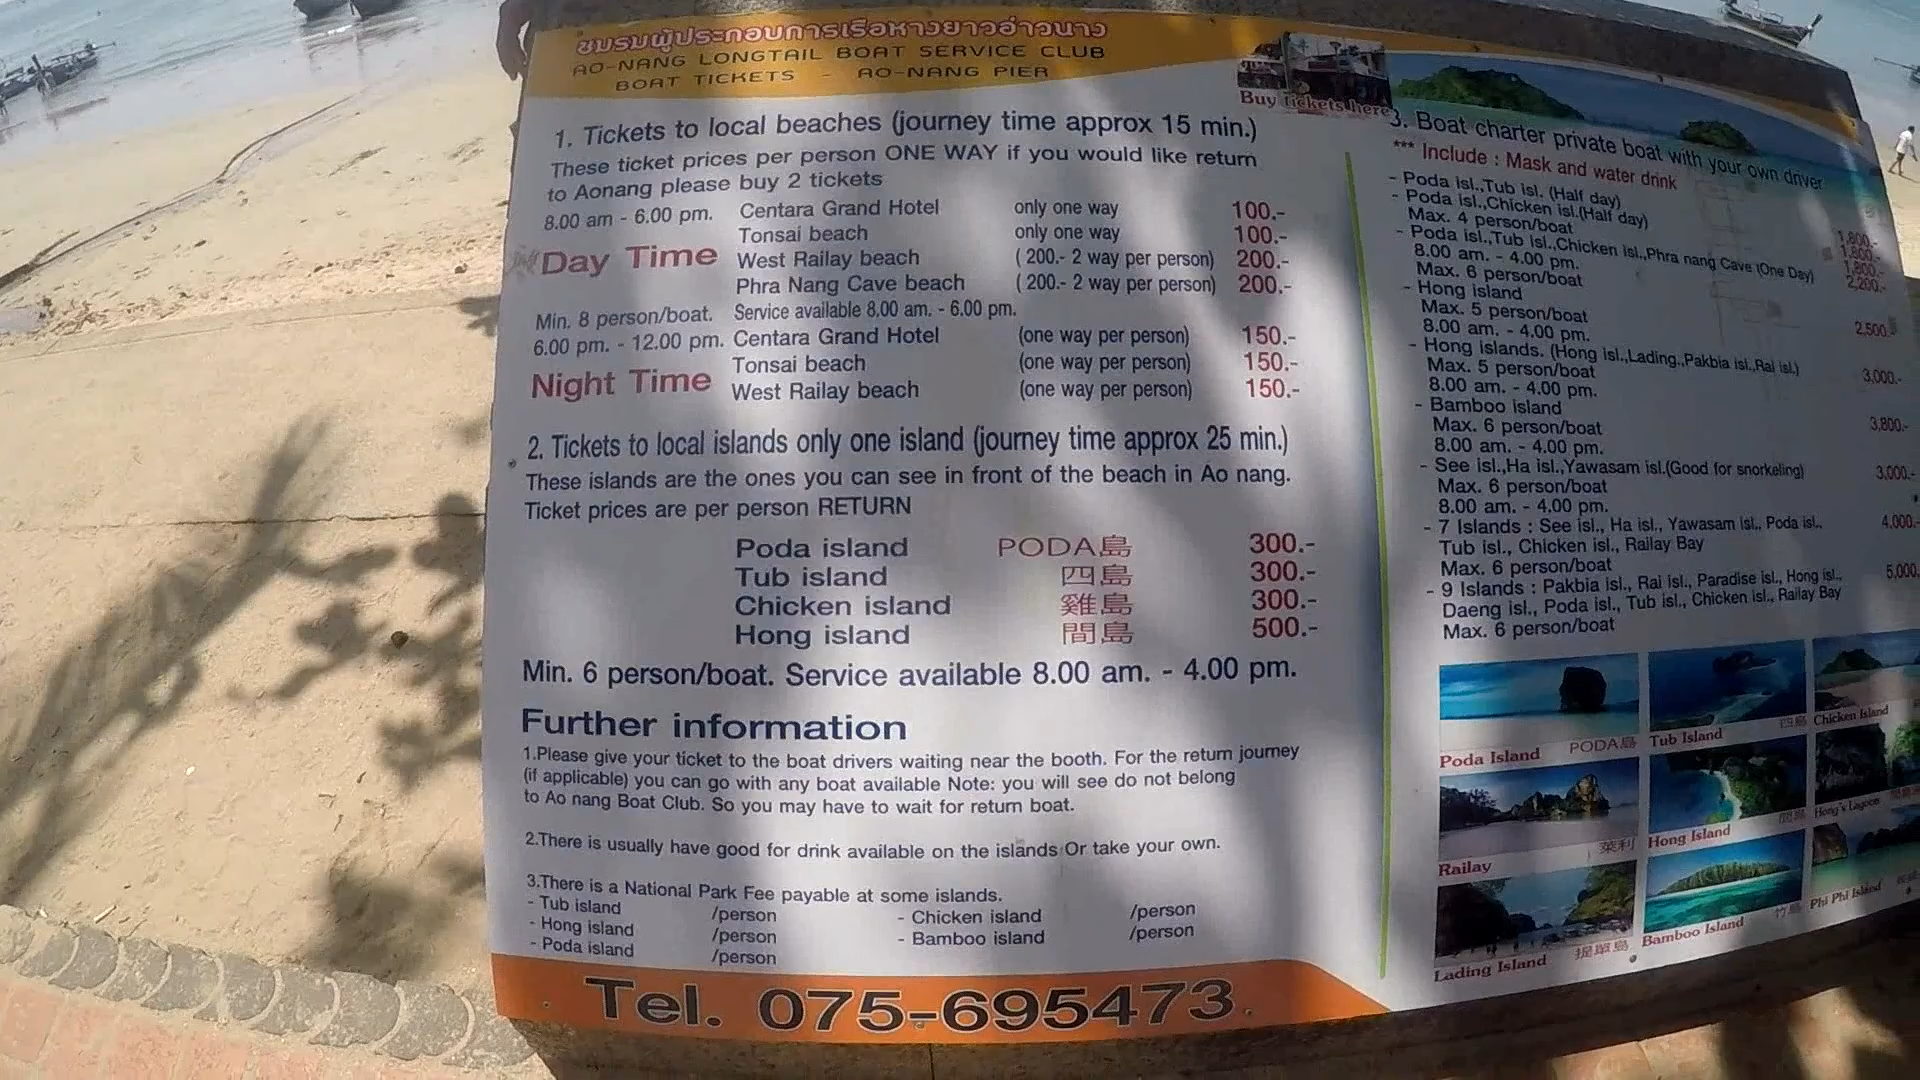 ชมรมผู้ประกอบการเรือหางยาวอ่าวนาง
AO-NANG LONGTAIL BOAT SERVICE CLUB
BOAT TICKETS - AO-NANG PIER
Buy tickets here
1. Tickets to local beaches (journey time approx 15 min.)
These ticket prices per person ONE WAY if you would like return
to Aonang please buy 2 tickets
8.00 am - 6.00 pm. Centara Grand Hotel only one way 100.-
Tonsai beach only one way 100.-
Day Time West Railay beach ( 200.- 2 way per person) 200.-
Phra Nang Cave beach ( 200.- 2 way per person) 200.-
Min. 8 person/boat. Service available 8.00 am. - 6.00 pm.
6.00 pm. - 12.00 pm. Centara Grand Hotel (one way per person) 150.-
Tonsai beach (one way per person) 150.-
Night Time West Railay beach (one way per person) 150.-
2. Tickets to local islands only one island (journey time approx 25 min.)
These islands are the ones you can see in front of the beach in Ao nang.
Ticket prices are per person RETURN
Poda island PODA島 300.-
Tub island 四島 300.-
Chicken island 雞島 300.-
Hong island 間島 500.-
Min. 6 person/boat. Service available 8.00 am. - 4.00 pm.
Further information
1.Please give your ticket to the boat drivers waiting near the booth. For the return journey
(if applicable) you can go with any boat available Note: you will see do not belong
to Ao nang Boat Club. So you may have to wait for return boat.
2.There is usually have good for drink available on the islands Or take your own.
3.There is a National Park Fee payable at some islands.
- Tub island /person - Chicken island /person
- Hong island /person - Bamboo island /person
- Poda island /person
Tel. 075-695473
3. Boat charter private boat with your own driver
*** Include : Mask and water drink
- Poda isl.,Tub isl. (Half day) 1,800.-
- Poda isl.,Chicken isl.(Half day) 1,800.-
Max. 4 person/boat 1,800.-
- Poda isl.,Tub isl.,Chicken isl.,Phra nang Cave (One Day) 2,200.-
8.00 am. - 4.00 pm.
Max. 6 person/boat
- Hong island 2,500.-
Max. 5 person/boat
8.00 am. - 4.00 pm.
- Hong islands. (Hong isl.,Lading.,Pakbia isl.,Rai isl.) 3,000.-
Max. 5 person/boat
8.00 am. - 4.00 pm.
- Bamboo island 3,800.-
Max. 6 person/boat
8.00 am. - 4.00 pm.
- See isl.,Ha isl.,Yawasam isl.(Good for snorkeling) 3,000.-
Max. 6 person/boat
8.00 am. - 4.00 pm.
- 7 Islands : See isl., Ha isl., Yawasam isl., Poda isl., 4,000.-
Tub isl., Chicken isl., Railay Bay
Max. 6 person/boat
- 9 Islands : Pakbia isl., Rai isl., Paradise isl., Hong isl., 5,000.
Daeng isl., Poda isl., Tub isl., Chicken isl., Railay Bay
Max. 6 person/boat
Poda Island PODA島
Tub Island 四島
Chicken Island
Railay 萊利
Hong Island 間島
Hong's Lagoon
Lading Island
Bamboo Island 竹島
Phi Phi Island